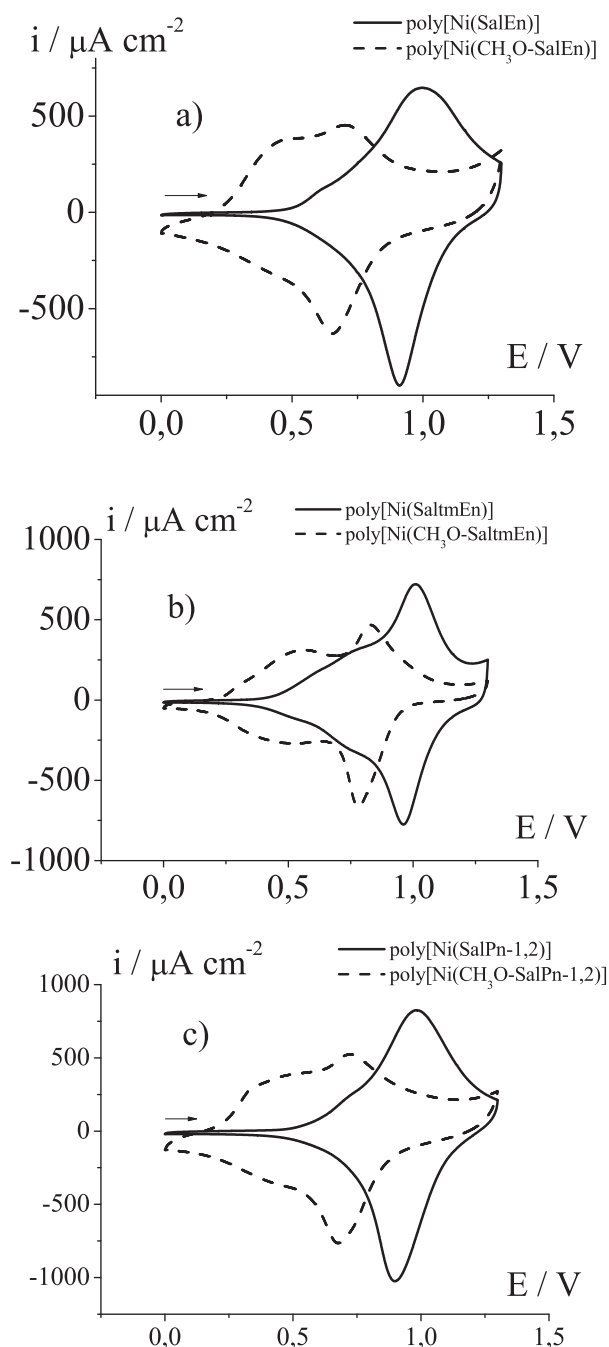 poly[Ni(SalEn)]
poly[Ni(CH₃O-SalEn)]
i / μA cm⁻²
a)
500
0
-500
E / V
0,0 0,5 1,0 1,5
poly[Ni(SaltmEn)]
poly[Ni(CH₃O-SaltmEn)]
i / μA cm⁻²
1000
b)
500
0
-500
E / V
-1000
0,0 0,5 1,0 1,5
poly[Ni(SalPn-1,2)]
poly[Ni(CH₃O-SalPn-1,2)]
i / μA cm⁻²
1000
c)
500
0
-500
-1000
E / V
0,0 0,5 1,0 1,5